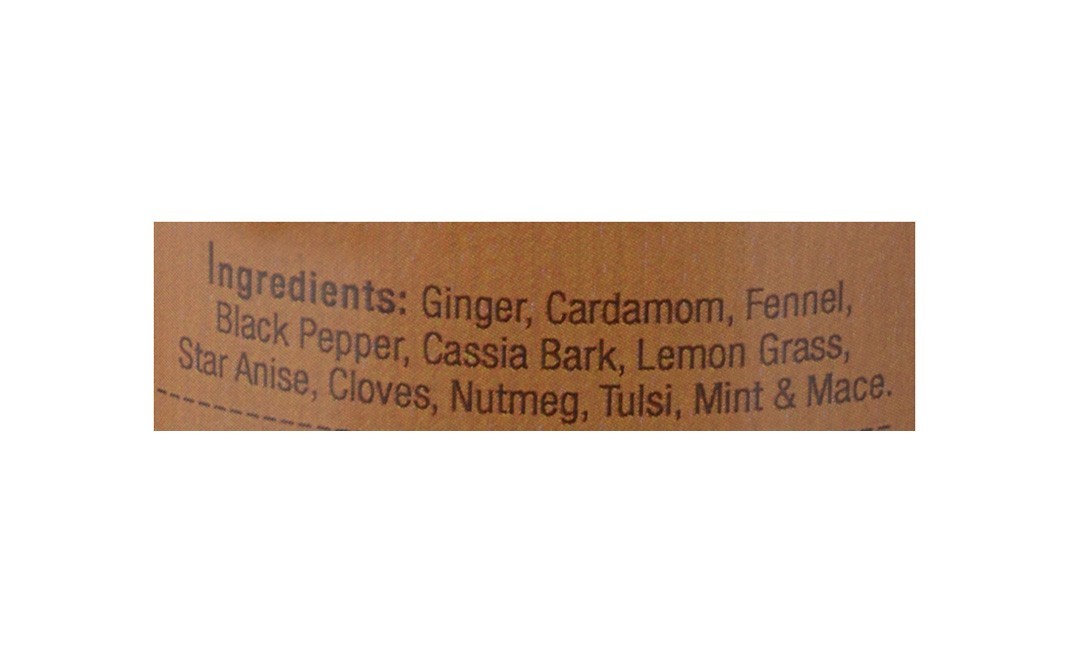 Ingredients: Ginger, Cardamom, Fennel,
Black Pepper, Cassia Bark, Lemon Grass,
Star Anise, Cloves, Nutmeg, Tulsi, Mint & Mace.